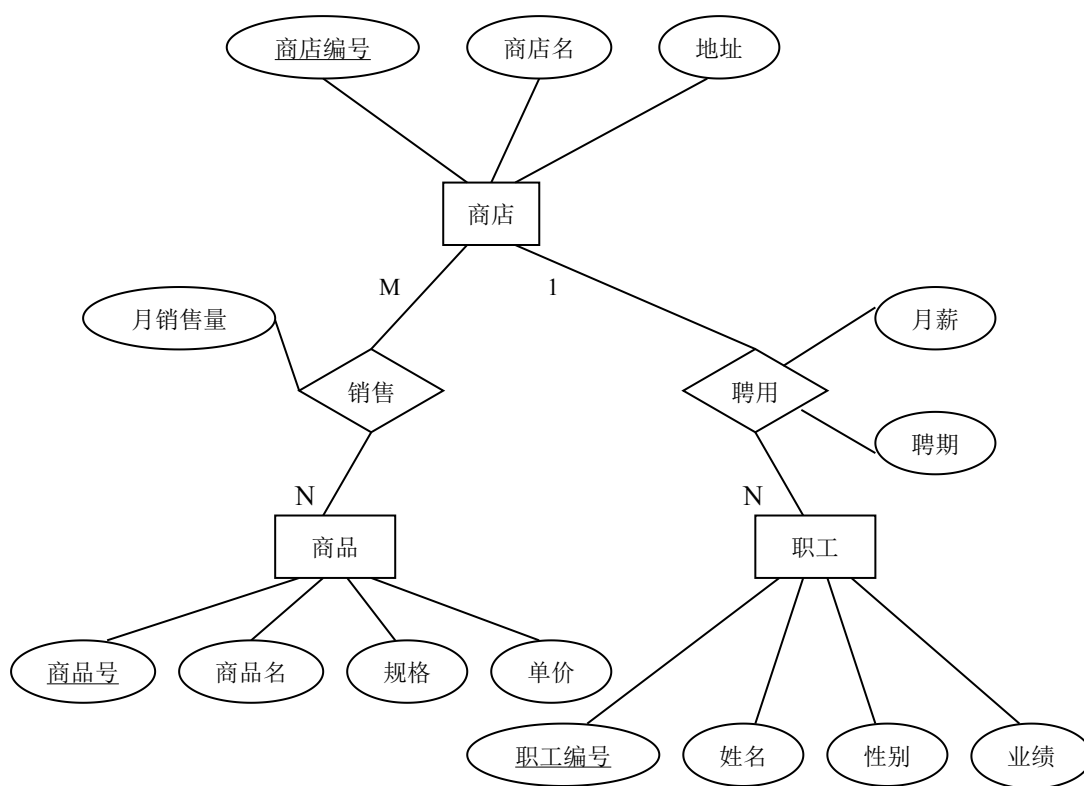 商店编号
商店名
地址
商店
M
1
月销售量
月薪
销售
聘用
聘期
N
N
商品
职工
商品号
商品名
规格
单价
职工编号
姓名
性别
业绩